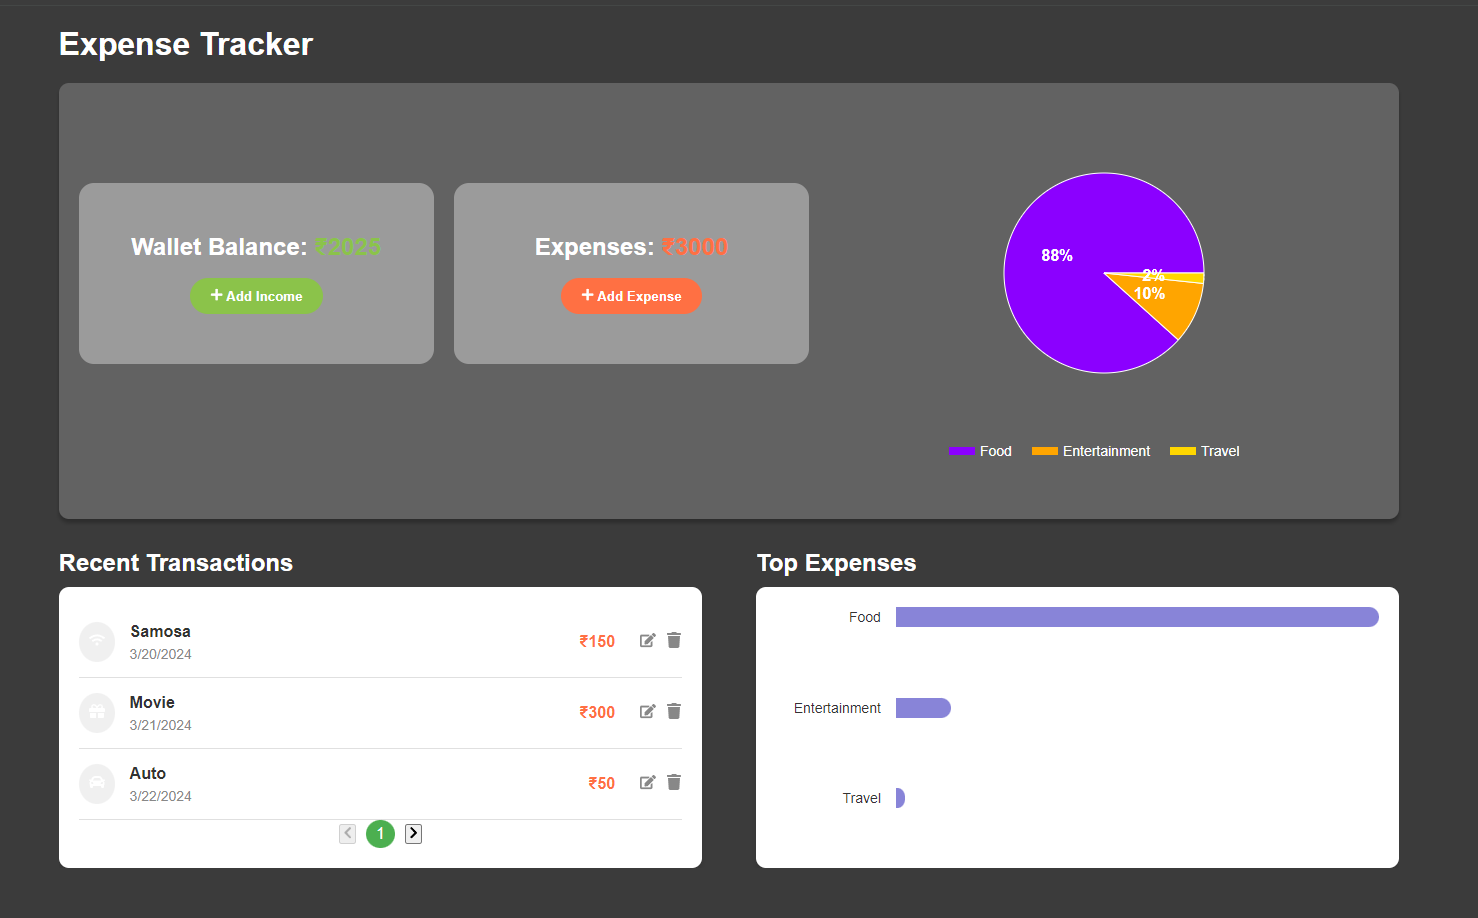 Expense Tracker
Wallet Balance: ₹2025
+ Add Income
Expenses: ₹3000
+ Add Expense
88%
2%
10%
Food Entertainment Travel
Recent Transactions
Samosa
3/20/2024
₹150
Movie
3/21/2024
₹300
Auto
3/22/2024
₹50
1
Top Expenses
Food
Entertainment
Travel